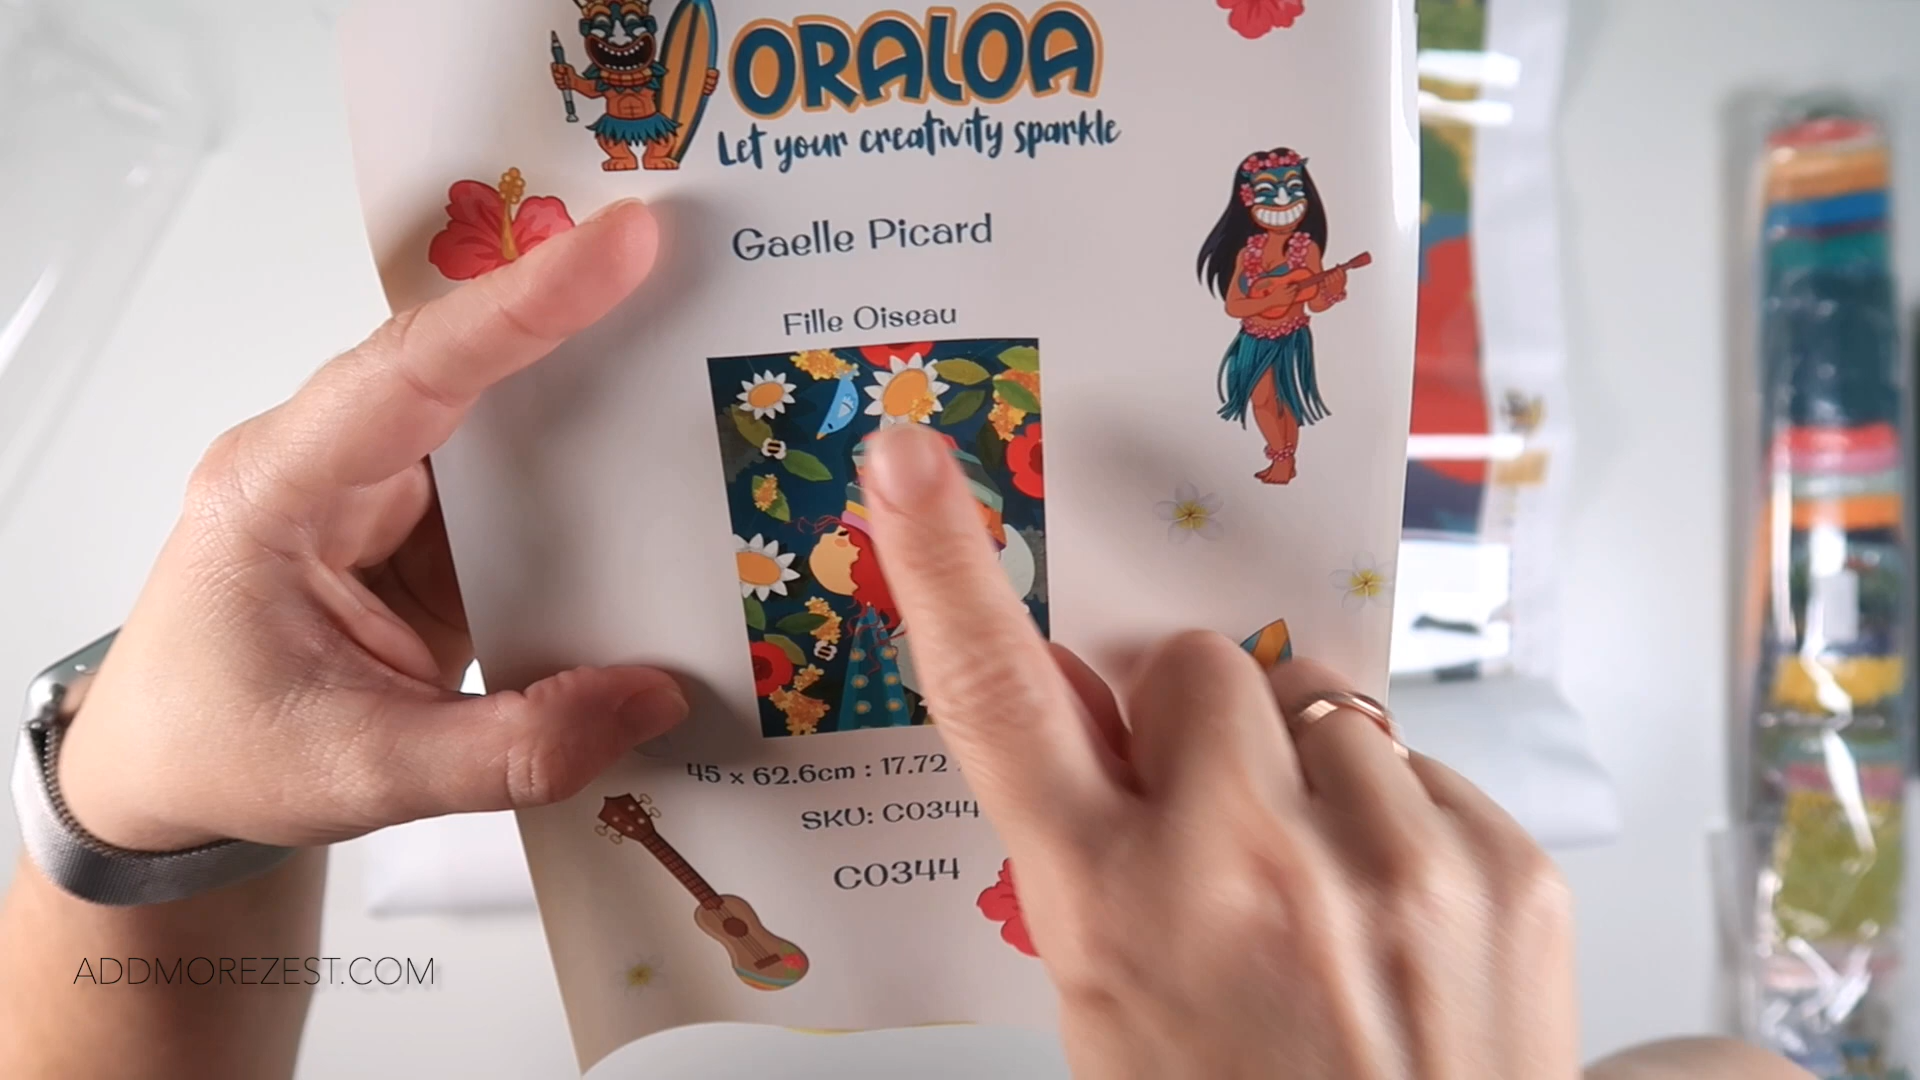 ORALOA
Let your creativity sparkle
Gaelle Picard
Fille Oiseau
45 x 62.6cm : 17.72
SKU: C0344
C0344
ADDMOREZEST.COM